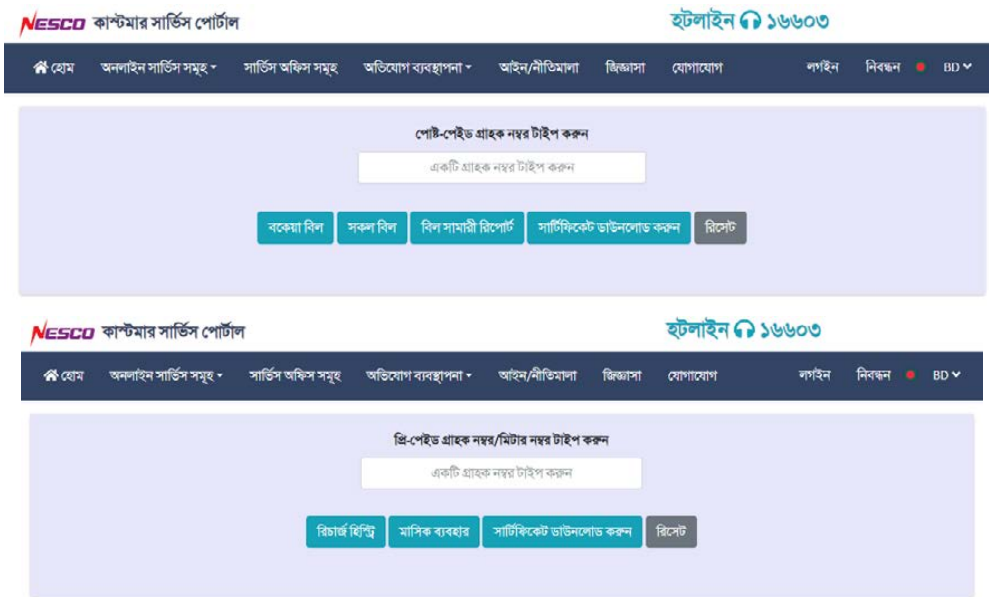 NESCO কাস্টমার সার্ভিস পোর্টাল হটলাইন ১৬৬০৩
হোম অনলাইন সার্ভিস সমূহ সার্ভিস অফিস সমূহ অভিযোগ ব্যবস্থাপনা আইন/নীতিমালা জিজ্ঞাসা যোগাযোগ লগইন নিবন্ধন BD
পোষ্ট-পেইড গ্রাহক নম্বর টাইপ করুন
একটি গ্রাহক নম্বর টাইপ করুন
বকেয়া বিল সকল বিল বিল সামারী রিপোর্ট সার্টিফিকেট ডাউনলোড করুন রিসেট
NESCO কাস্টমার সার্ভিস পোর্টাল হটলাইন ১৬৬০৩
হোম অনলাইন সার্ভিস সমূহ সার্ভিস অফিস সমূহ অভিযোগ ব্যবস্থাপনা আইন/নীতিমালা জিজ্ঞাসা যোগাযোগ লগইন নিবন্ধন BD
প্রি-পেইড গ্রাহক নম্বর/মিটার নম্বর টাইপ করুন
একটি গ্রাহক নম্বর টাইপ করুন
রিচার্জ হিস্ট্রি মাসিক ব্যবহার সার্টিফিকেট ডাউনলোড করুন রিসেট